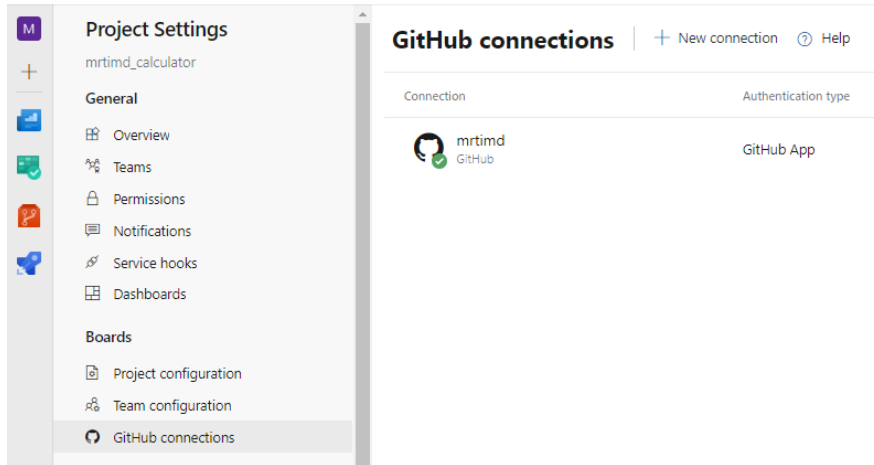 M
Project Settings
mrtimd_calculator
General
Overview
Teams
Permissions
Notifications
Service hooks
Dashboards
Boards
Project configuration
Team configuration
GitHub connections
GitHub connections
+ New connection
? Help
Connection
Authentication type
mrtimd
GitHub
GitHub App